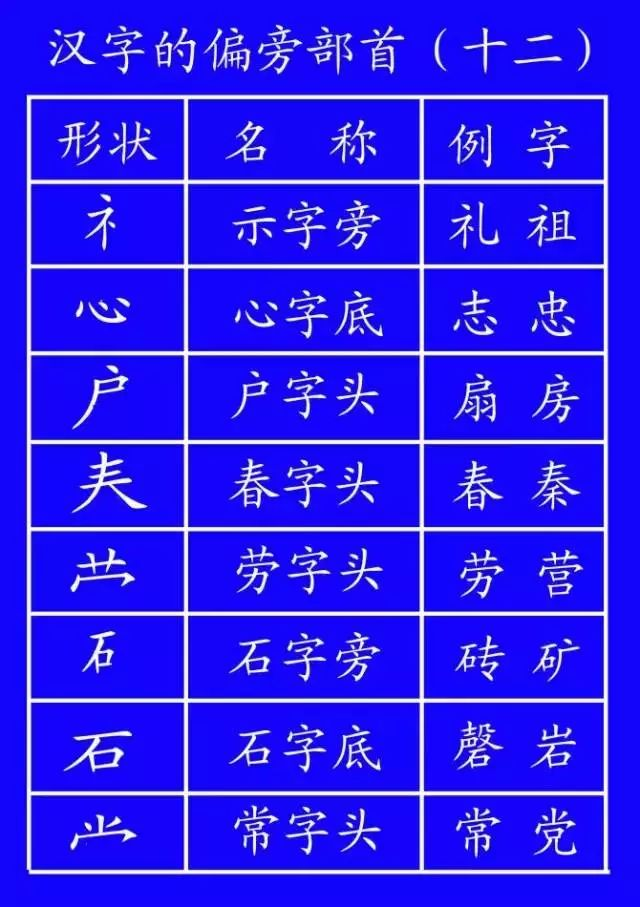 汉字的偏旁部首（十二）
形状 名称 例字
礻 示字旁 礼祖
心 心字底 志忠
户 户字头 扇房
𡗗 春字头 春秦
龷 劳字头 劳营
石 石字旁 砖矿
石 石字底 磬岩
龸 常字头 常党